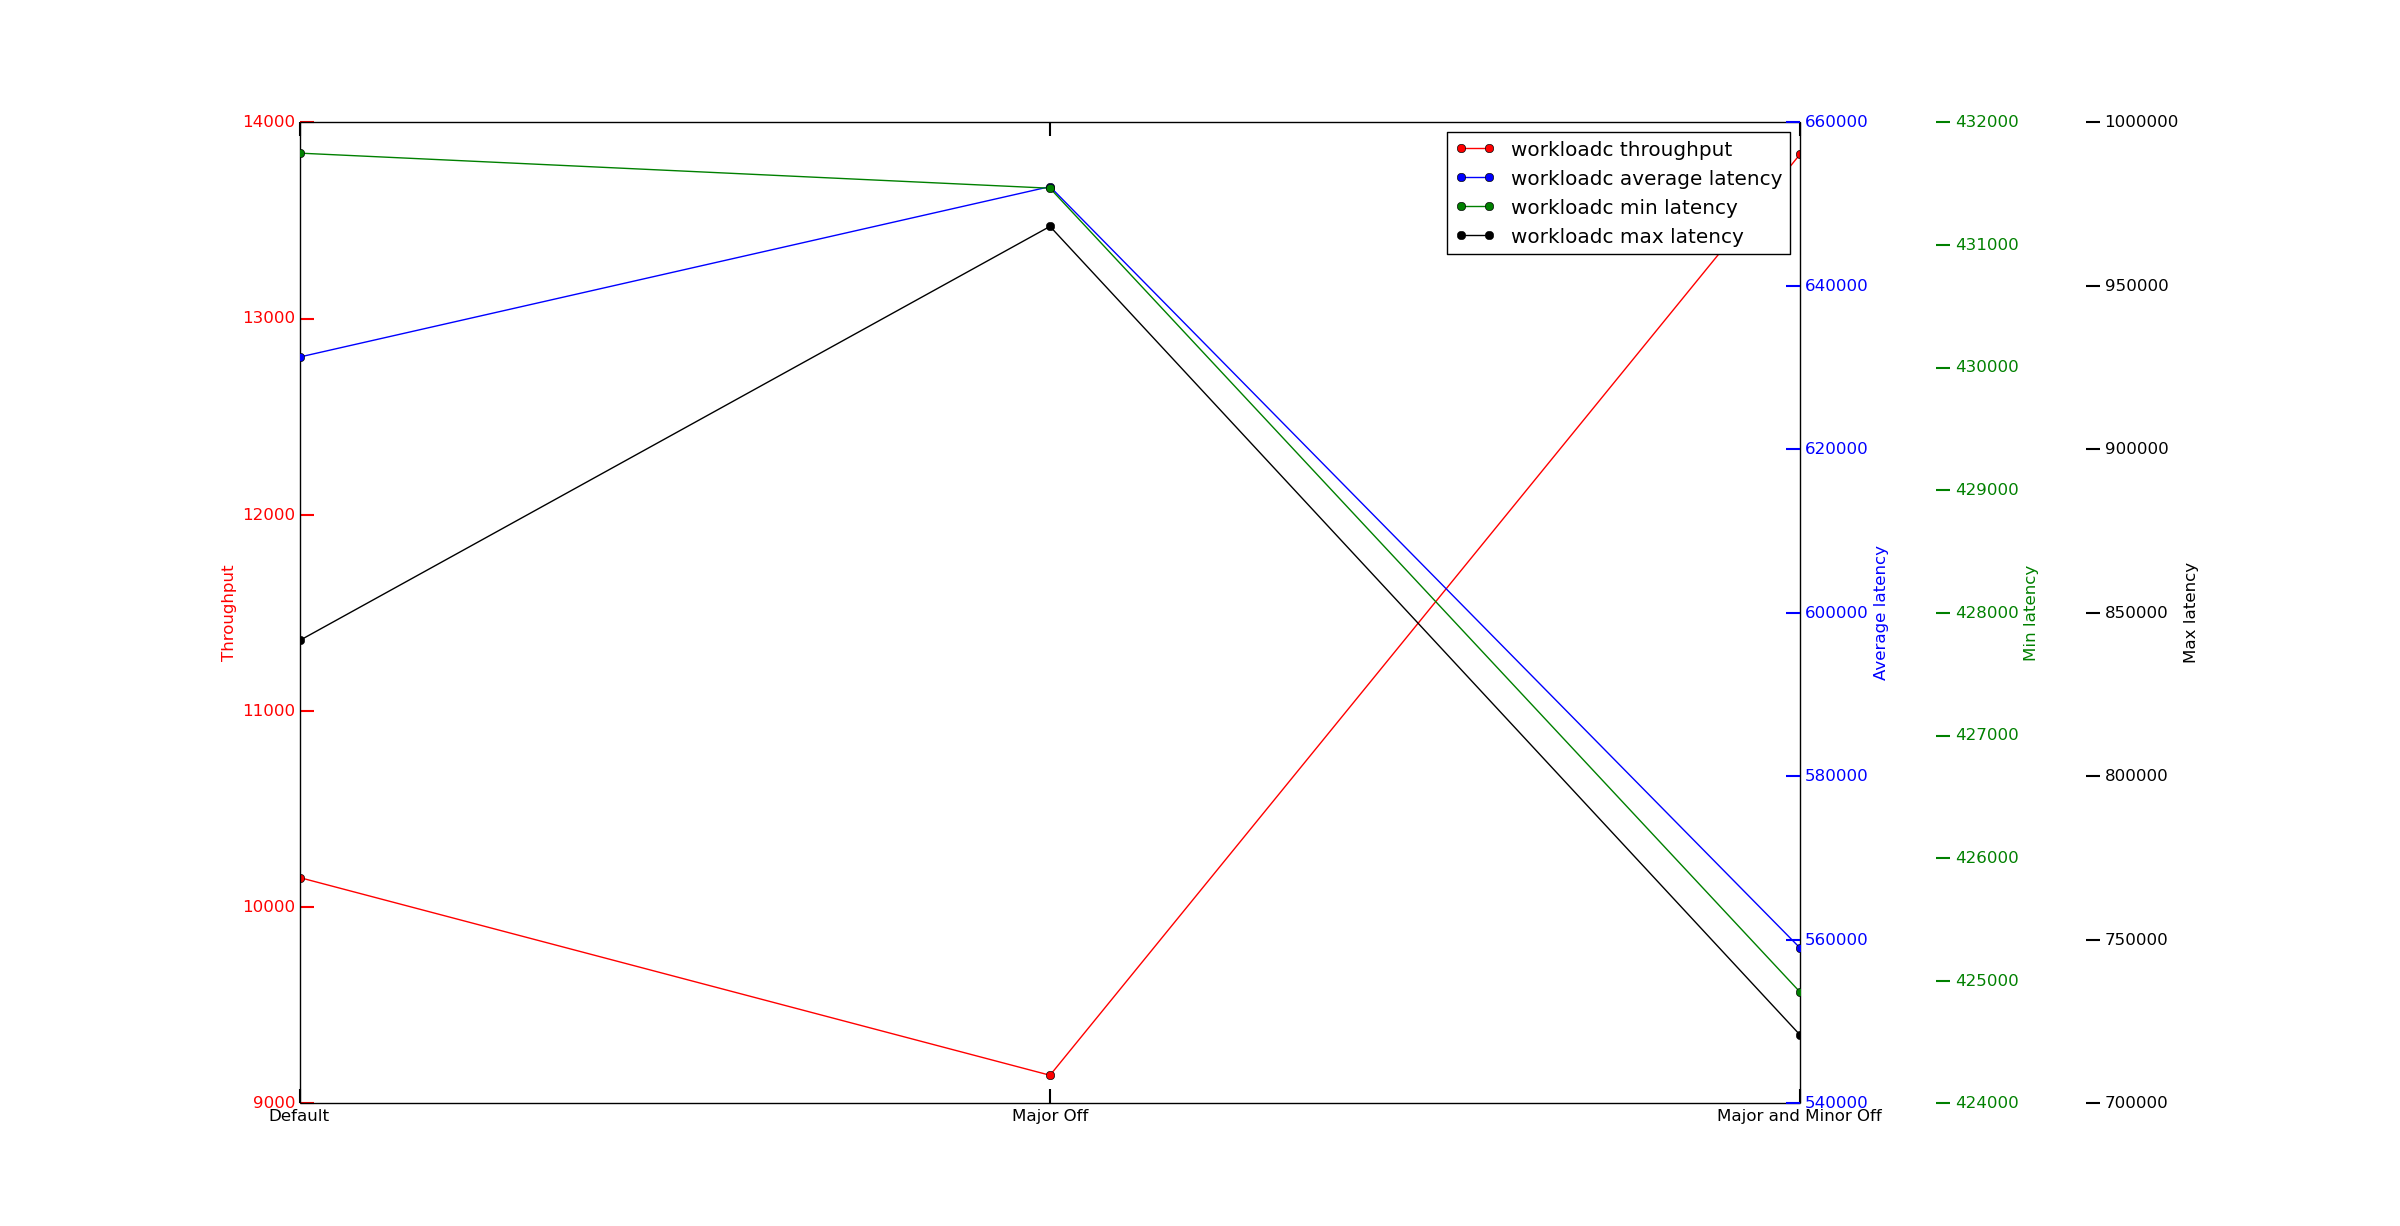 14000
13000
12000
11000
10000
9000
Throughput
Default
Major Off
Major and Minor Off
workloadc throughput
workloadc average latency
workloadc min latency
workloadc max latency
660000
640000
620000
600000
580000
560000
540000
Average latency
432000
431000
430000
429000
428000
427000
426000
425000
424000
Min latency
1000000
950000
900000
850000
800000
750000
700000
Max latency